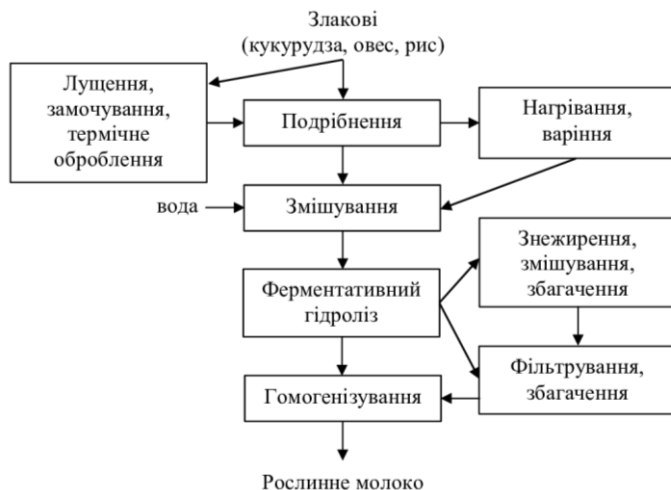 Злакові
(кукурудза, овес, рис)
Лущення,
замочування,
термічне
оброблення
Подрібнення
Нагрівання,
варіння
вода
Змішування
Знежирення,
змішування,
збагачення
Ферментативний
гідроліз
Фільтрування,
збагачення
Гомогенізування
Рослинне молоко